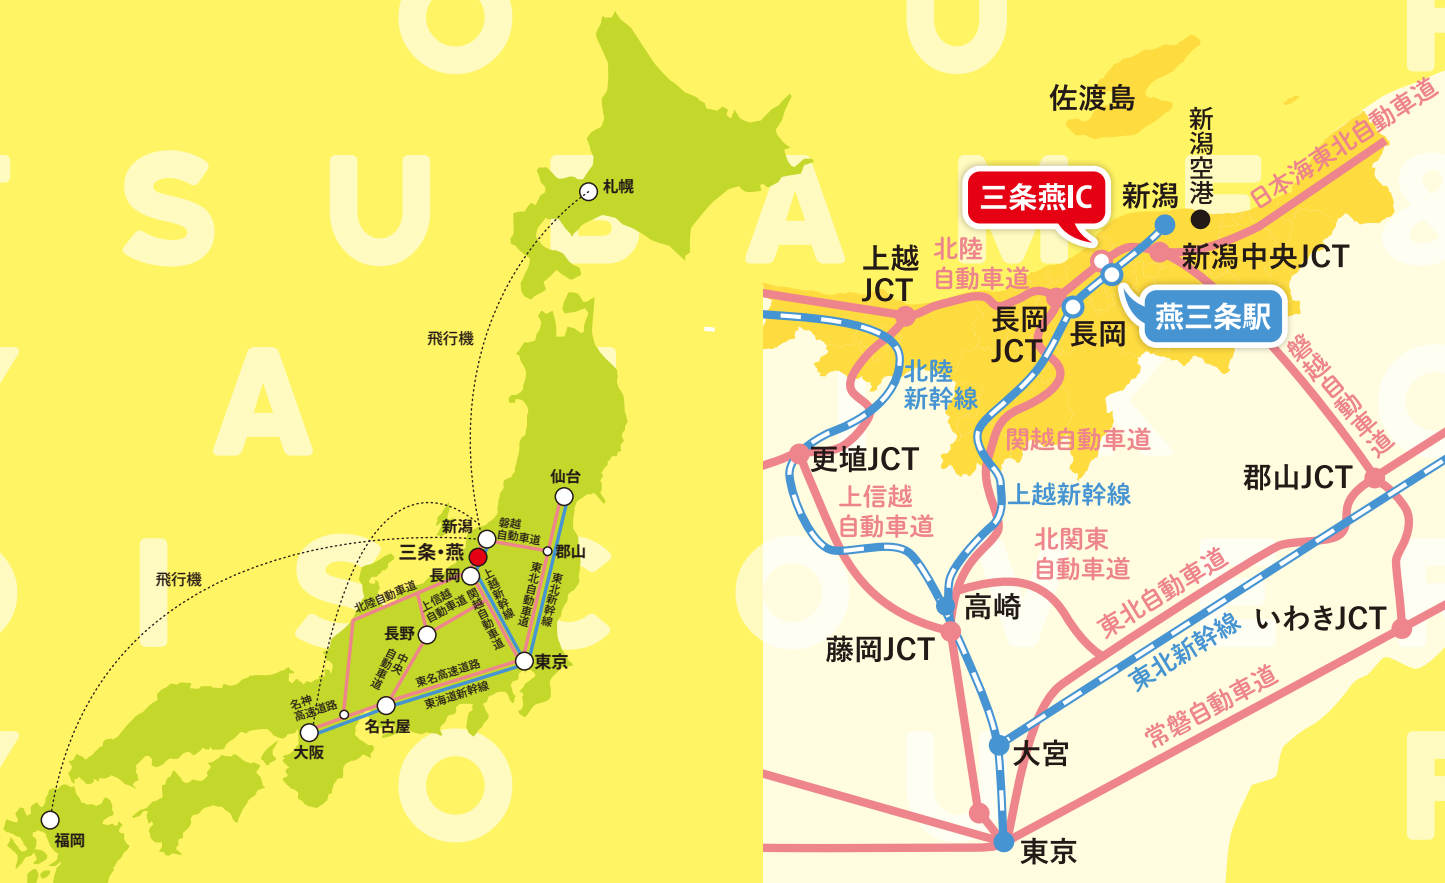 O
U
TSUBAME &
札幌
飛行機
飛行機
仙台
新潟
磐越
自動車道
三条・燕
郡山
長岡
北陸自動車道
上信越
自動車道
上越新幹線
関越自動車道
東北自動車道
東北新幹線
長野
中央
自動車道
東京
東名高速道路
東海道新幹線
名神
高速道路
名古屋
大阪
福岡
佐渡島
新潟空港
日本海東北自動車道
三条燕IC
新潟
新潟中央JCT
上越
JCT
北陸
自動車道
長岡
JCT
長岡
燕三条駅
磐越自動車道
北陸
新幹線
関越自動車道
更埴JCT
上信越
自動車道
上越新幹線
郡山JCT
北関東
自動車道
東北自動車道
高崎
藤岡JCT
いわきJCT
東北新幹線
常磐自動車道
大宮
東京